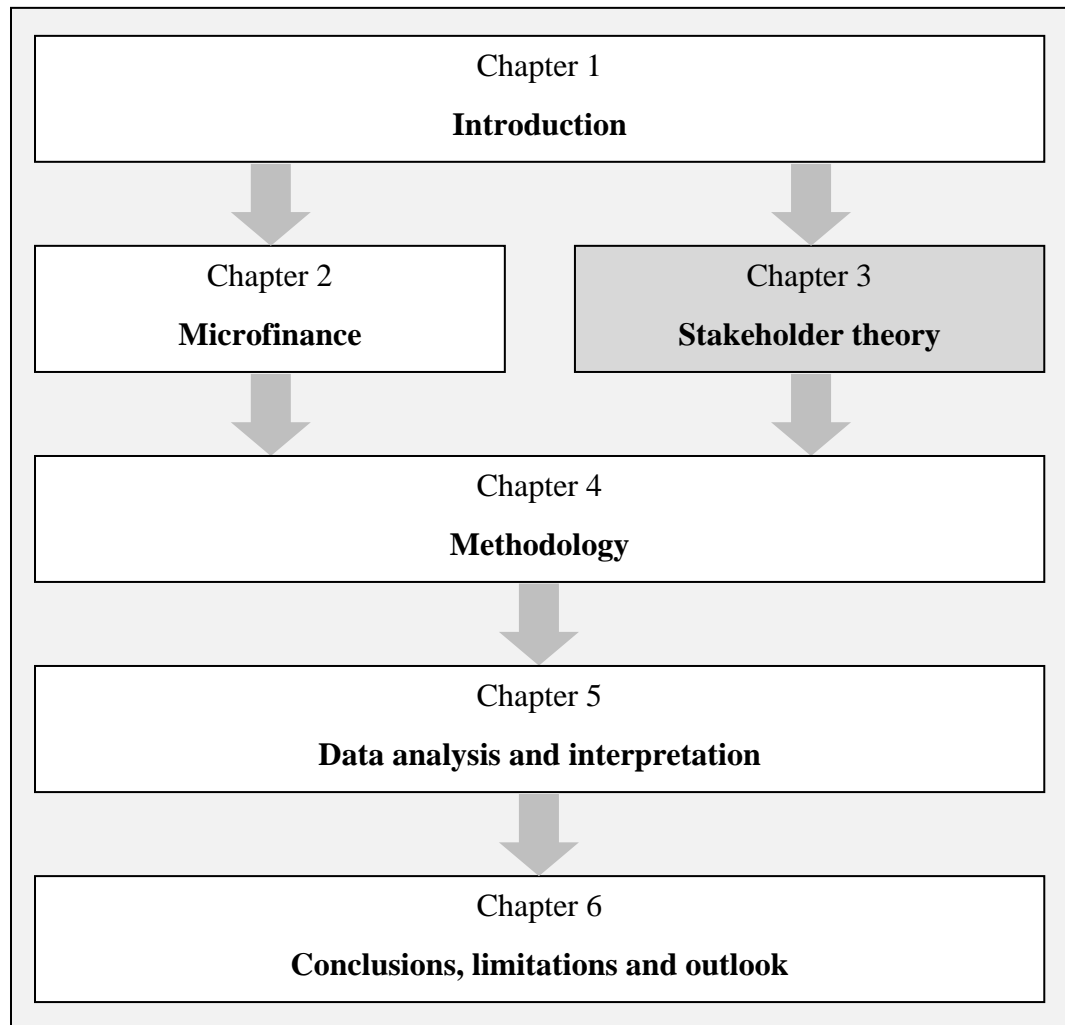 Chapter 1
Introduction
Chapter 2
Microfinance
Chapter 3
Stakeholder theory
Chapter 4
Methodology
Chapter 5
Data analysis and interpretation
Chapter 6
Conclusions, limitations and outlook